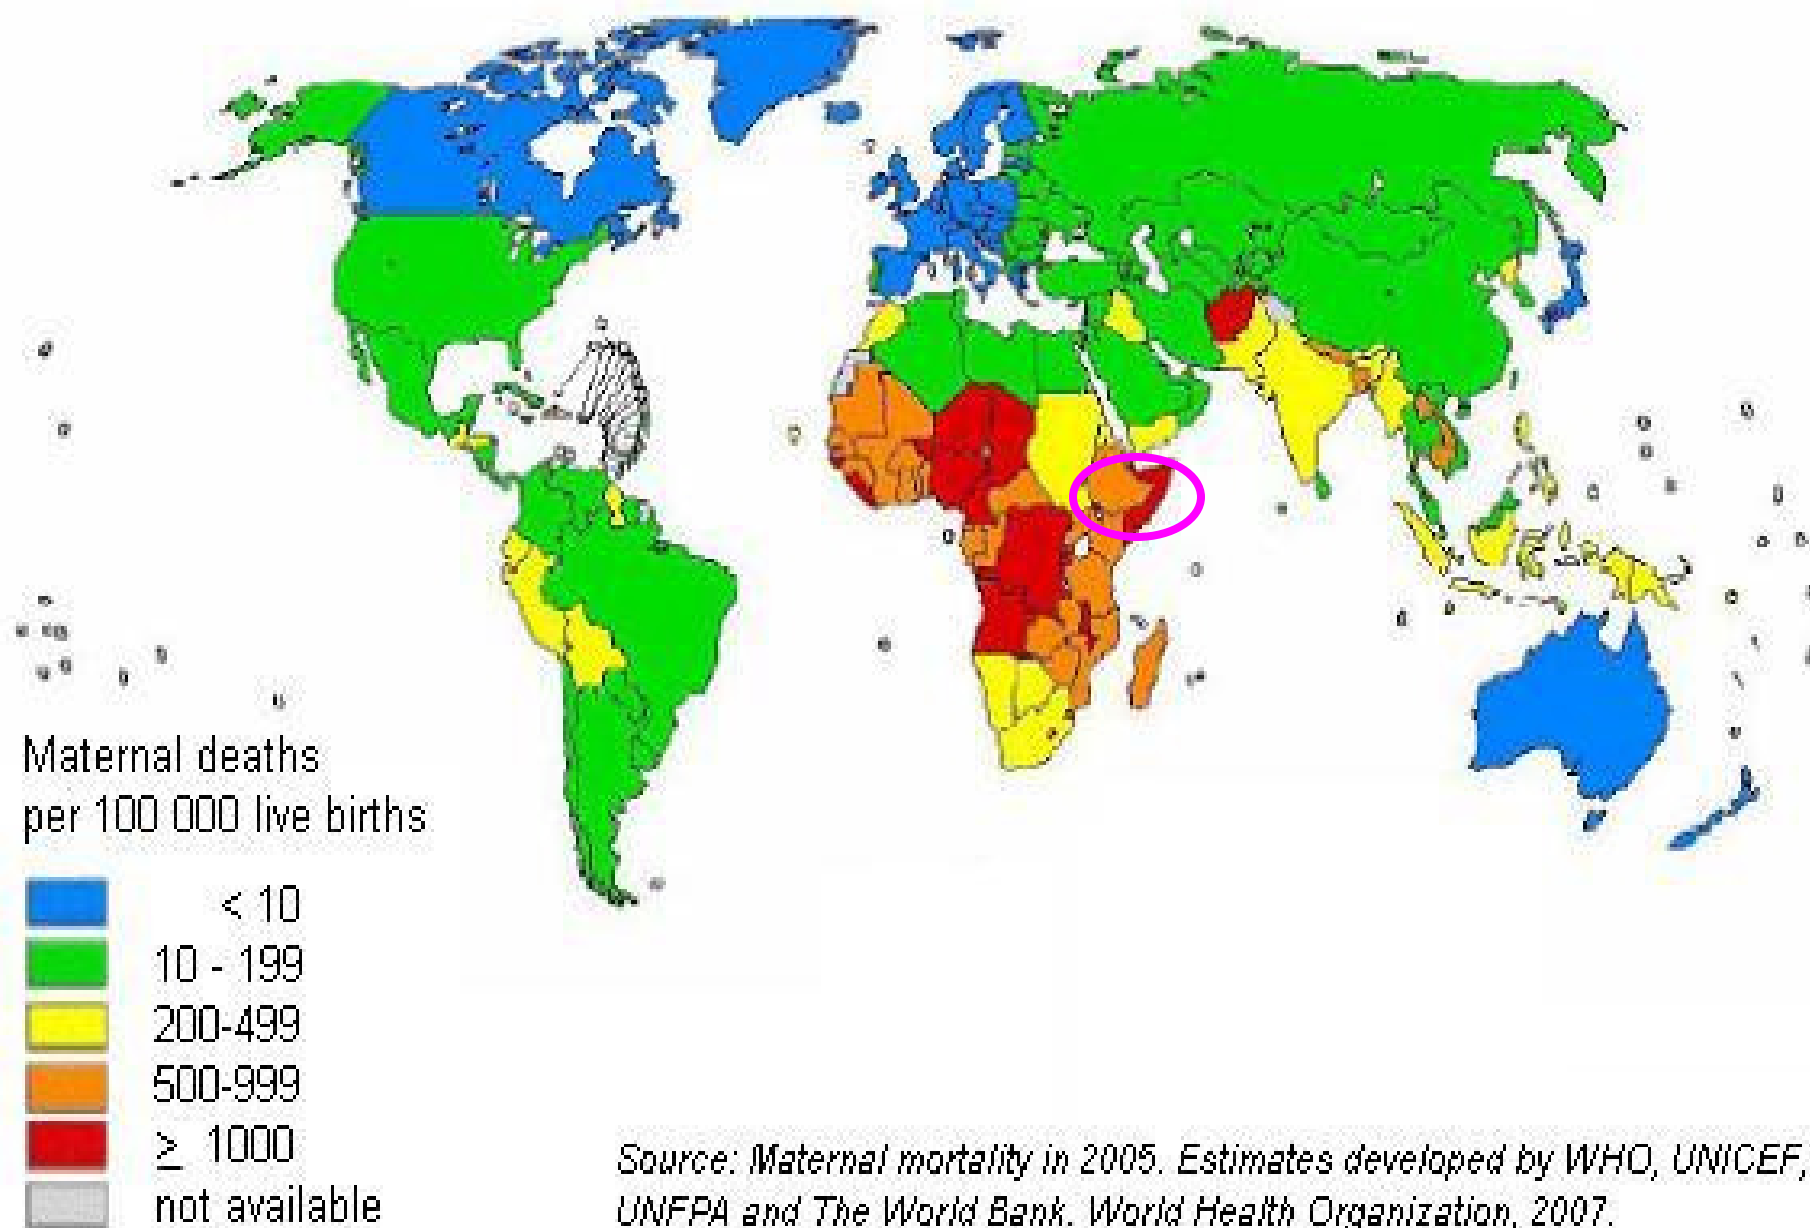 Maternal deaths
per 100 000 live births
< 10
10 - 199
200-499
500-999
≥ 1000
not available
Source: Maternal mortality in 2005. Estimates developed by WHO, UNICEF,
UNFPA and The World Bank. World Health Organization, 2007.